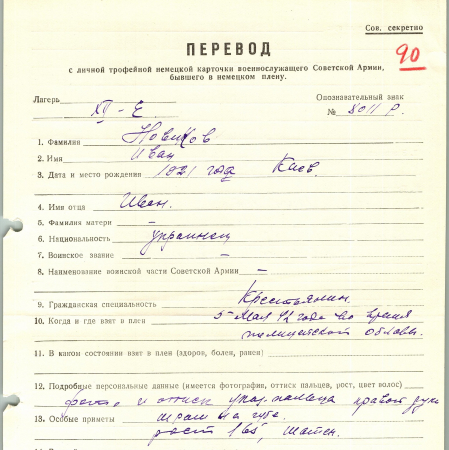 Сов. секретно
90
ПЕРЕВОД
с личной трофейной немецкой карточки военнослужащего Советской Армии,
бывшего в немецком плену.
Лагерь XII-E Опознавательный знак
№ 8011 Р.
1. Фамилия Новиков
2. Имя Иван
3. Дата и место рождения 1921 года Киев.
4. Имя отца Иван.
5. Фамилия матери –
6. Национальность украинец
7. Воинское звание –
8. Наименование воинской части Советской Армии –
9. Гражданская специальность Крестьянин.
10. Когда и где взят в плен 5 мая 42 года во время
полицейской облавы.
11. В каком состоянии взят в плен (здоров, болен, ранен)
12. Подробные персональные данные (имеется фотография, оттиск пальцев, рост, цвет волос)
фото, и оттиск указ. пальца правой руки
13. Особые приметы шрам на губе.
рост 165, шатен.